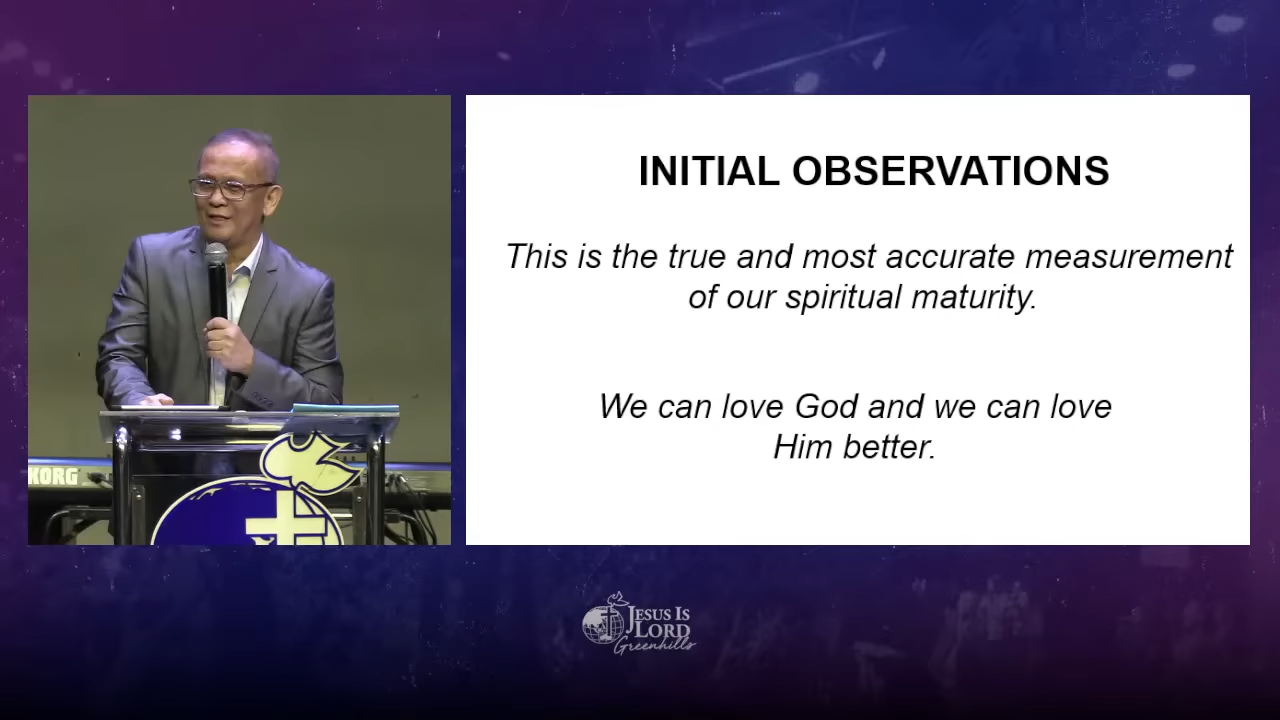 INITIAL OBSERVATIONS
This is the true and most accurate measurement
of our spiritual maturity.
We can love God and we can love
Him better.
KORG
JESUS IS
LORD
Greenhills